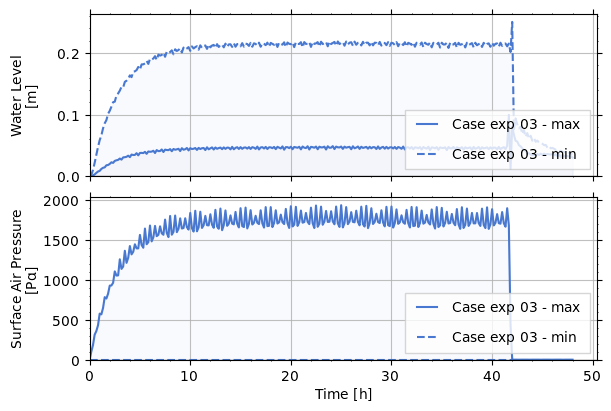 Water Level
[m]
0.2
0.1
0.0
Case exp 03 - max
Case exp 03 - min
Surface Air Pressure
[Pa]
2000
1500
1000
500
0
Case exp 03 - max
Case exp 03 - min
0 10 20 30 40 50
Time [h]